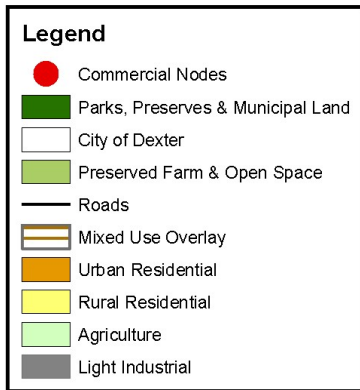 Legend
Commercial Nodes
Parks, Preserves & Municipal Land
City of Dexter
Preserved Farm & Open Space
Roads
Mixed Use Overlay
Urban Residential
Rural Residential
Agriculture
Light Industrial